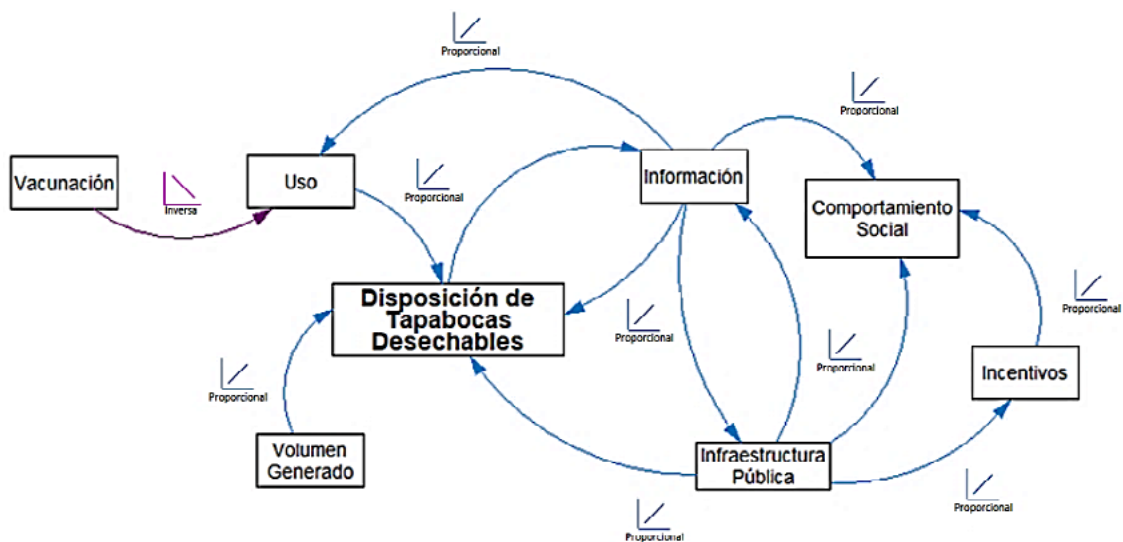 Proporcional
Proporcional
Vacunación
Inversa
Uso
Proporcional
Información
Comportamiento
Social
Disposición de
Tapabocas
Desechables
Proporcional
Proporcional
Proporcional
Proporcional
Incentivos
Volumen
Generado
Infraestructura
Pública
Proporcional
Proporcional